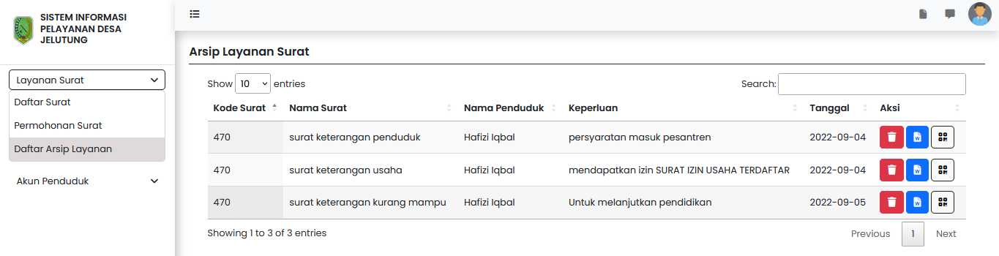 SISTEM INFORMASI
PELAYANAN DESA
JELUTUNG
Layanan Surat
Daftar Surat
Permohonan Surat
Daftar Arsip Layanan
Akun Penduduk
Arsip Layanan Surat
Show 10 entries Search:
Kode Surat Nama Surat Nama Penduduk Keperluan Tanggal Aksi
470 surat keterangan penduduk Hafizi Iqbal persyaratan masuk pesantren 2022-09-04
470 surat keterangan usaha Hafizi Iqbal mendapatkan izin SURAT IZIN USAHA TERDAFTAR 2022-09-04
470 surat keterangan kurang mampu Hafizi Iqbal Untuk melanjutkan pendidikan 2022-09-05
Showing 1 to 3 of 3 entries Previous 1 Next